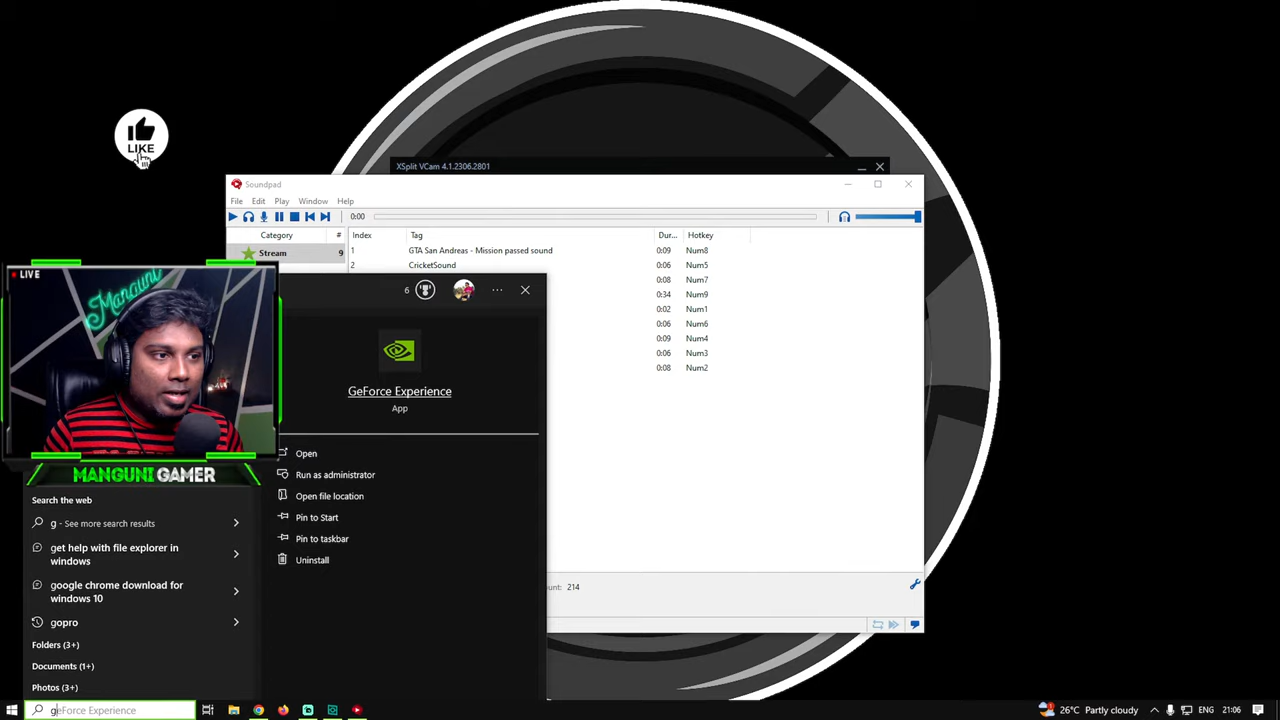 LIKE
XSplit VCam 4.1.2306.2801
Soundpad
File Edit Play Window Help
0:00
Category # Index Tag Dur... Hotkey
Stream 9 1 GTA San Andreas - Mission passed sound 0:09 Num8
2 CricketSound 0:06 Num5
0:08 Num7
0:34 Num9
0:02 Num1
0:06 Num6
0:09 Num4
0:06 Num3
0:08 Num2
LIVE
Manguni
6
GeForce Experience
App
Open
Run as administrator
Open file location
Pin to Start
Pin to taskbar
Uninstall
MANGUNI GAMER
Search the web
g - See more search results
get help with file explorer in
windows
google chrome download for
windows 10
gopro
Folders (3+)
Documents (1+)
Photos (3+)
unt: 214
geForce Experience
26°C Partly cloudy ENG 21:06